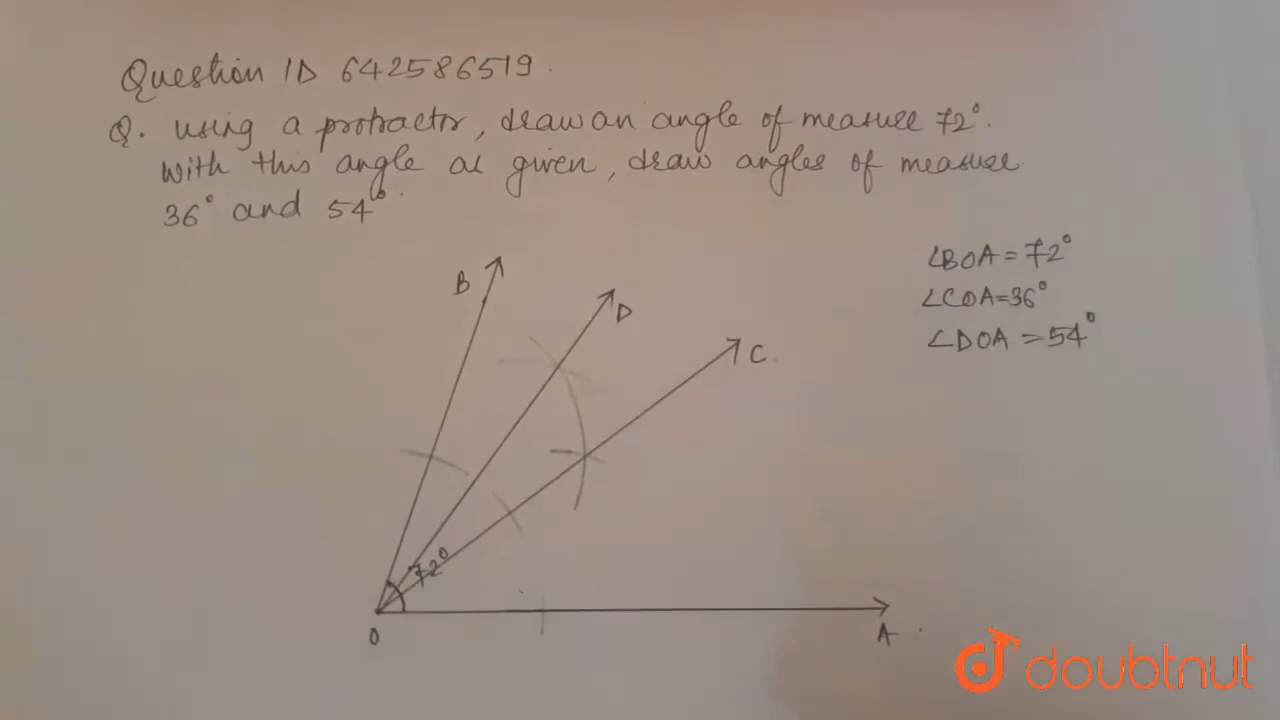 Question ID 642586519.
Q. using a protractor, draw an angle of measure 72°.
With this angle as given, draw angles of measure
36° and 54°.
∠BOA = 72°
∠COA=36°
∠DOA = 54°
B
D
C
72°
O
A
doubtnut